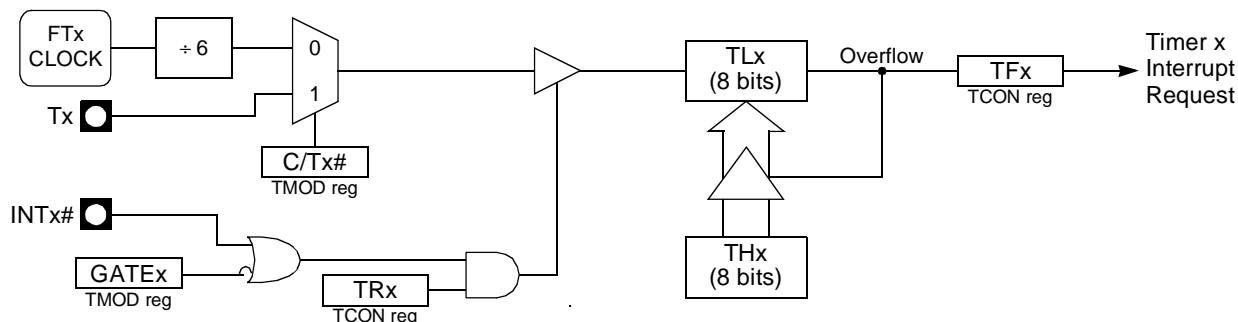 FTx
CLOCK
÷ 6
0
1
Tx
C/Tx#
TMOD reg
INTx#
GATEx
TMOD reg
TRx
TCON reg
TLx
(8 bits)
Overflow
TFx
TCON reg
Timer x
Interrupt
Request
THx
(8 bits)